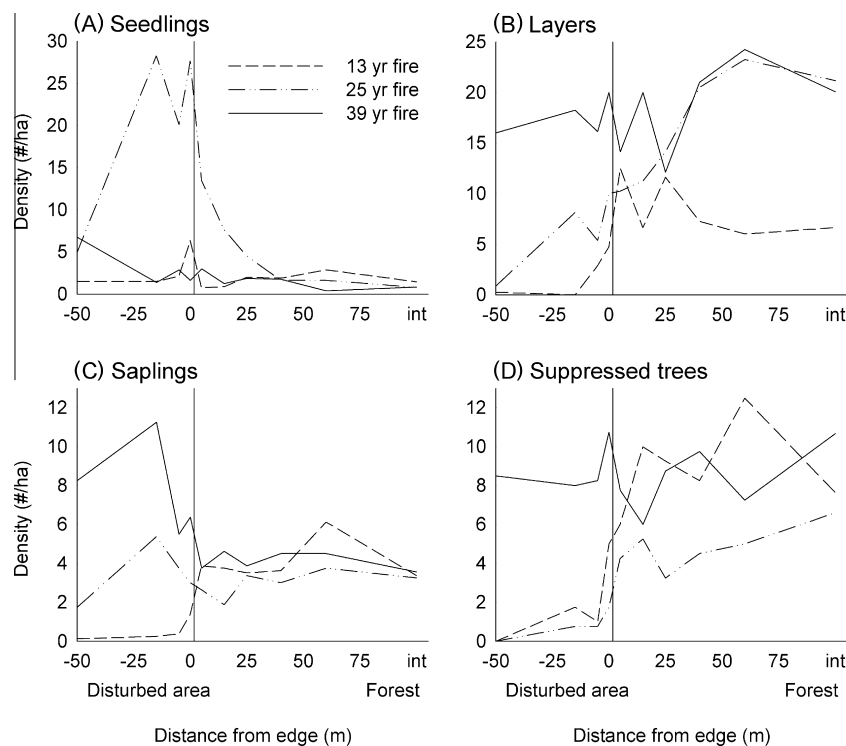 (A) Seedlings
30
25
20
15
10
5
0
Density (#/ha)
-50 -25 0 25 50 75 int
13 yr fire
25 yr fire
39 yr fire
(B) Layers
25
20
15
10
5
0
-50 -25 0 25 50 75 int
(C) Saplings
12
10
8
6
4
2
0
Density (#/ha)
-50 -25 0 25 50 75 int
Disturbed area Forest
Distance from edge (m)
(D) Suppressed trees
12
10
8
6
4
2
0
-50 -25 0 25 50 75 int
Disturbed area Forest
Distance from edge (m)